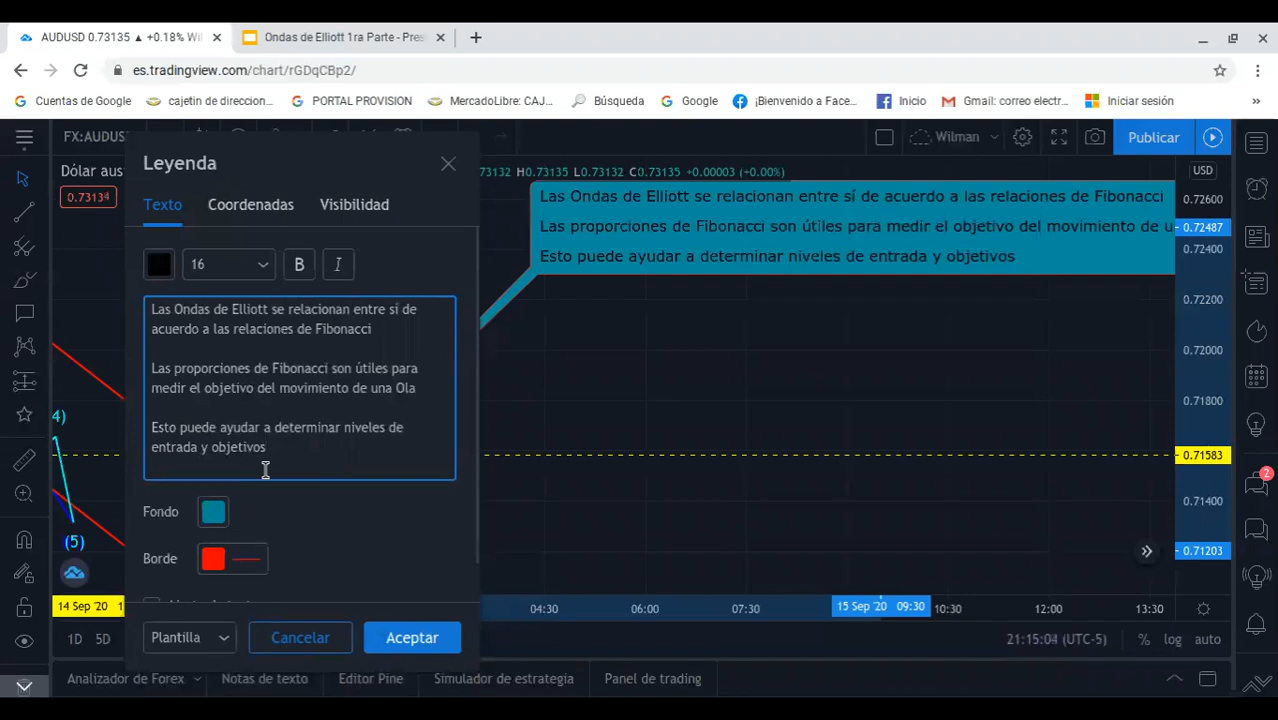 AUDUSD 0.73135 ▲ +0.18% Wil
Ondas de Elliott 1ra Parte - Pres
es.tradingview.com/chart/rGDqCBp2/
Cuentas de Google
cajetin de direccion...
PORTAL PROVISION
MercadoLibre: CAJ...
Búsqueda
Google
¡Bienvenido a Face...
Inicio
Gmail: correo electr...
Iniciar sesión
FX:AUDUS
Wilman
Publicar
Dólar aus
73132 H0.73135 L0.73132 C0.73135 +0.00003 (+0.00%)
USD
0.73134
Leyenda
Texto
Coordenadas
Visibilidad
16
B
I
Las Ondas de Elliott se relacionan entre sí de
acuerdo a las relaciones de Fibonacci
Las proporciones de Fibonacci son útiles para
medir el objetivo del movimiento de una Ola
Esto puede ayudar a determinar niveles de
entrada y objetivos
Fondo
Borde
Plantilla
Cancelar
Aceptar
Las Ondas de Elliott se relacionan entre sí de acuerdo a las relaciones de Fibonacci
Las proporciones de Fibonacci son útiles para medir el objetivo del movimiento de u
Esto puede ayudar a determinar niveles de entrada y objetivos
0.72600
0.72487
0.72400
0.72200
0.72000
0.71800
0.71583
0.71400
0.71203
2
4)
(5)
14 Sep '20 1
04:30
06:00
07:30
15 Sep '20 09:30
10:30
12:00
13:30
1D
5D
21:15:04 (UTC-5)
%
log
auto
Analizador de Forex
Notas de texto
Editor Pine
Simulador de estrategia
Panel de trading